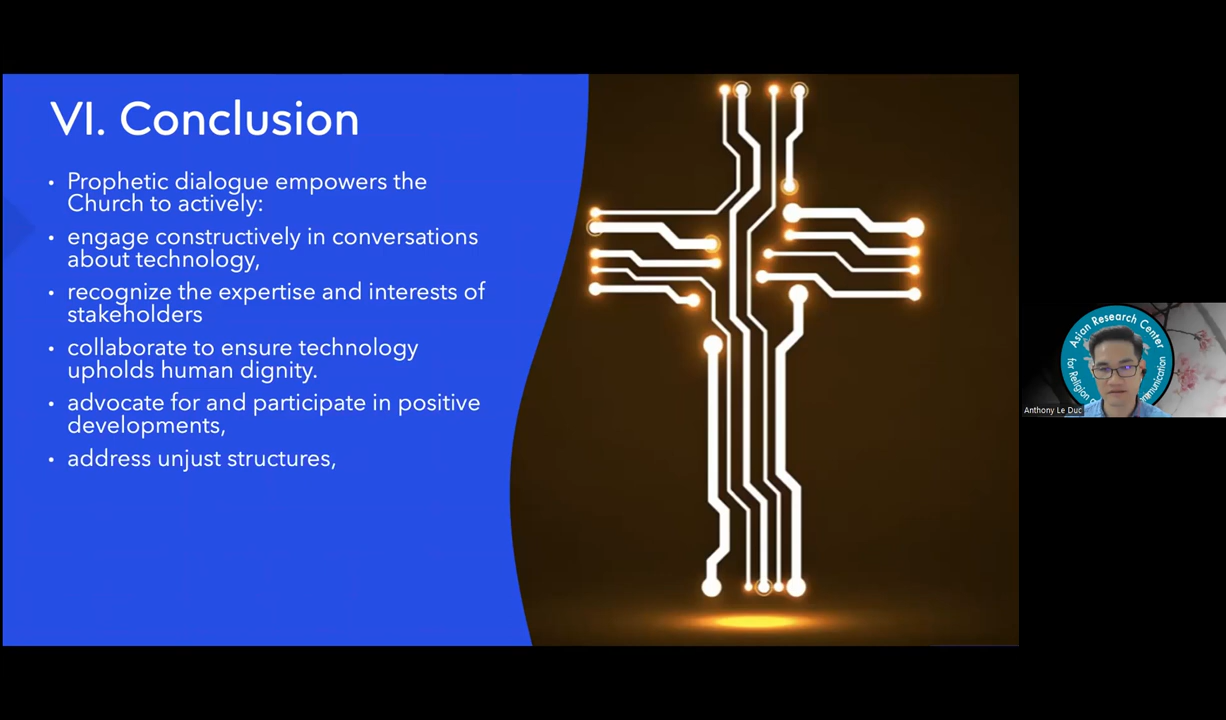 VI. Conclusion
• Prophetic dialogue empowers the
Church to actively:
• engage constructively in conversations
about technology,
• recognize the expertise and interests of
stakeholders
• collaborate to ensure technology
upholds human dignity.
• advocate for and participate in positive
developments,
• address unjust structures,
Asian Research Center
for Religion
mmunication
Anthony Le Duc